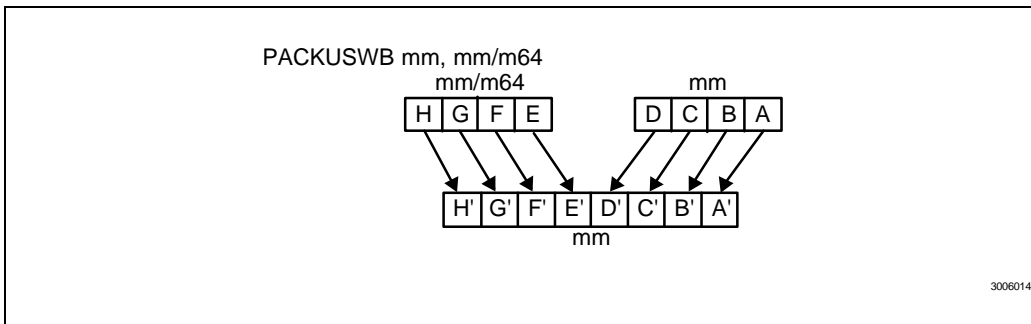 PACKUSWB mm, mm/m64
mm/m64 mm
H G F E D C B A
H' G' F' E' D' C' B' A'
mm
3006014